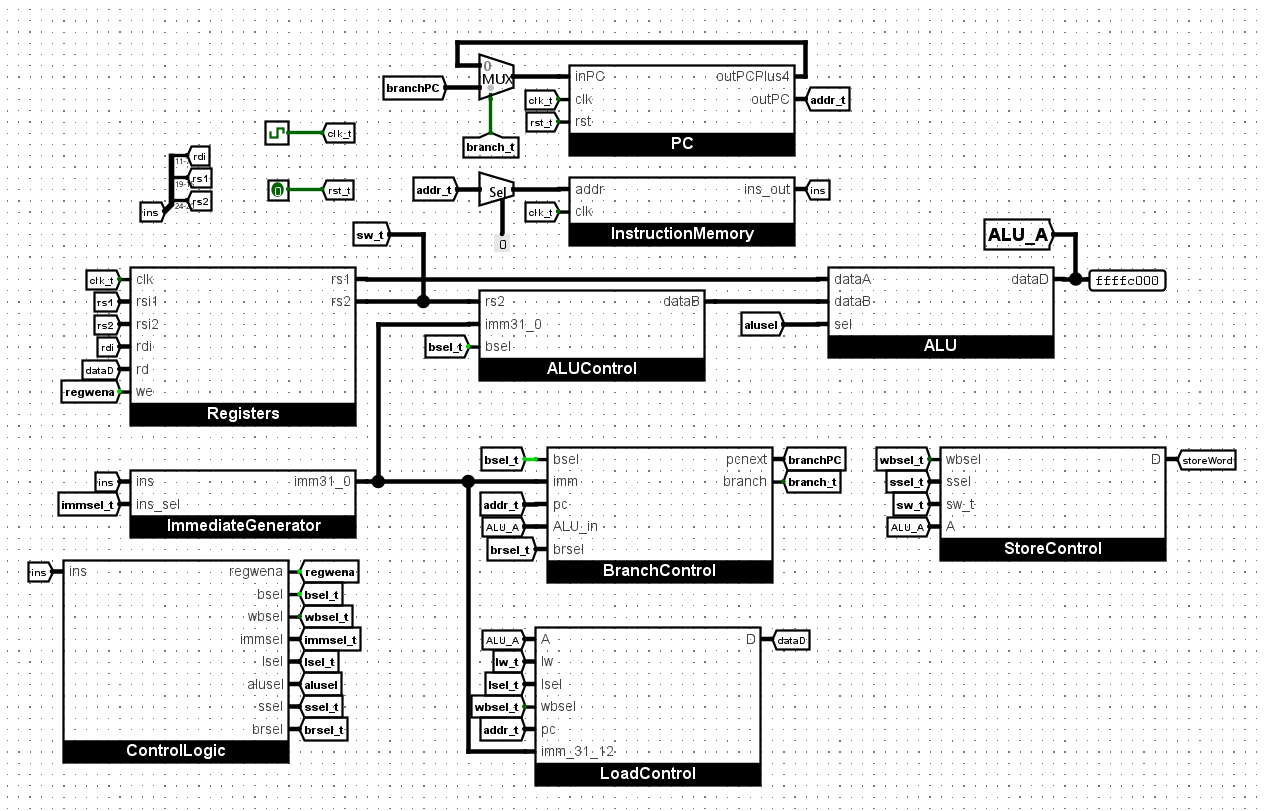 0
MUX
branchPC
inPC
outPCPlus4
clk_t
clk
outPC
addr_t
rst_t
rst
PC
branch_t
clk_t
rst_t
0
11-
rdi
19-
rs1
24-2
rs2
ins
addr_t
Sel
0
addr
ins_out
ins
clk_t
clk
InstructionMemory
sw_t
clk_t
clk
rs1
rs1
rsi1
rs2
rs2
rsi2
rdi
rdi
dataD
rd
regwena
we
Registers
rs2
dataB
imm31_0
bsel_t
bsel
ALUControl
ALU_A
dataA
dataD
ffffc000
dataB
alusel
sel
ALU
ins
ins
imm31_0
immsel_t
ins_sel
ImmediateGenerator
bsel_t
bsel
pcnext
branchPC
imm
branch
branch_t
addr_t
pc
ALU_A
ALU_in
brsel_t
brsel
BranchControl
wbsel_t
wbsel
D
storeWord
ssel_t
ssel
sw_t
sw_t
ALU_A
A
StoreControl
ins
ins
regwena
regwena
bsel
bsel_t
wbsel
wbsel_t
immsel
immsel_t
lsel
lsel_t
alusel
alusel
ssel
ssel_t
brsel
brsel_t
ControlLogic
ALU_A
A
D
dataD
lw_t
lw
lsel_t
lsel
wbsel_t
wbsel
addr_t
pc
imm_31_12
LoadControl